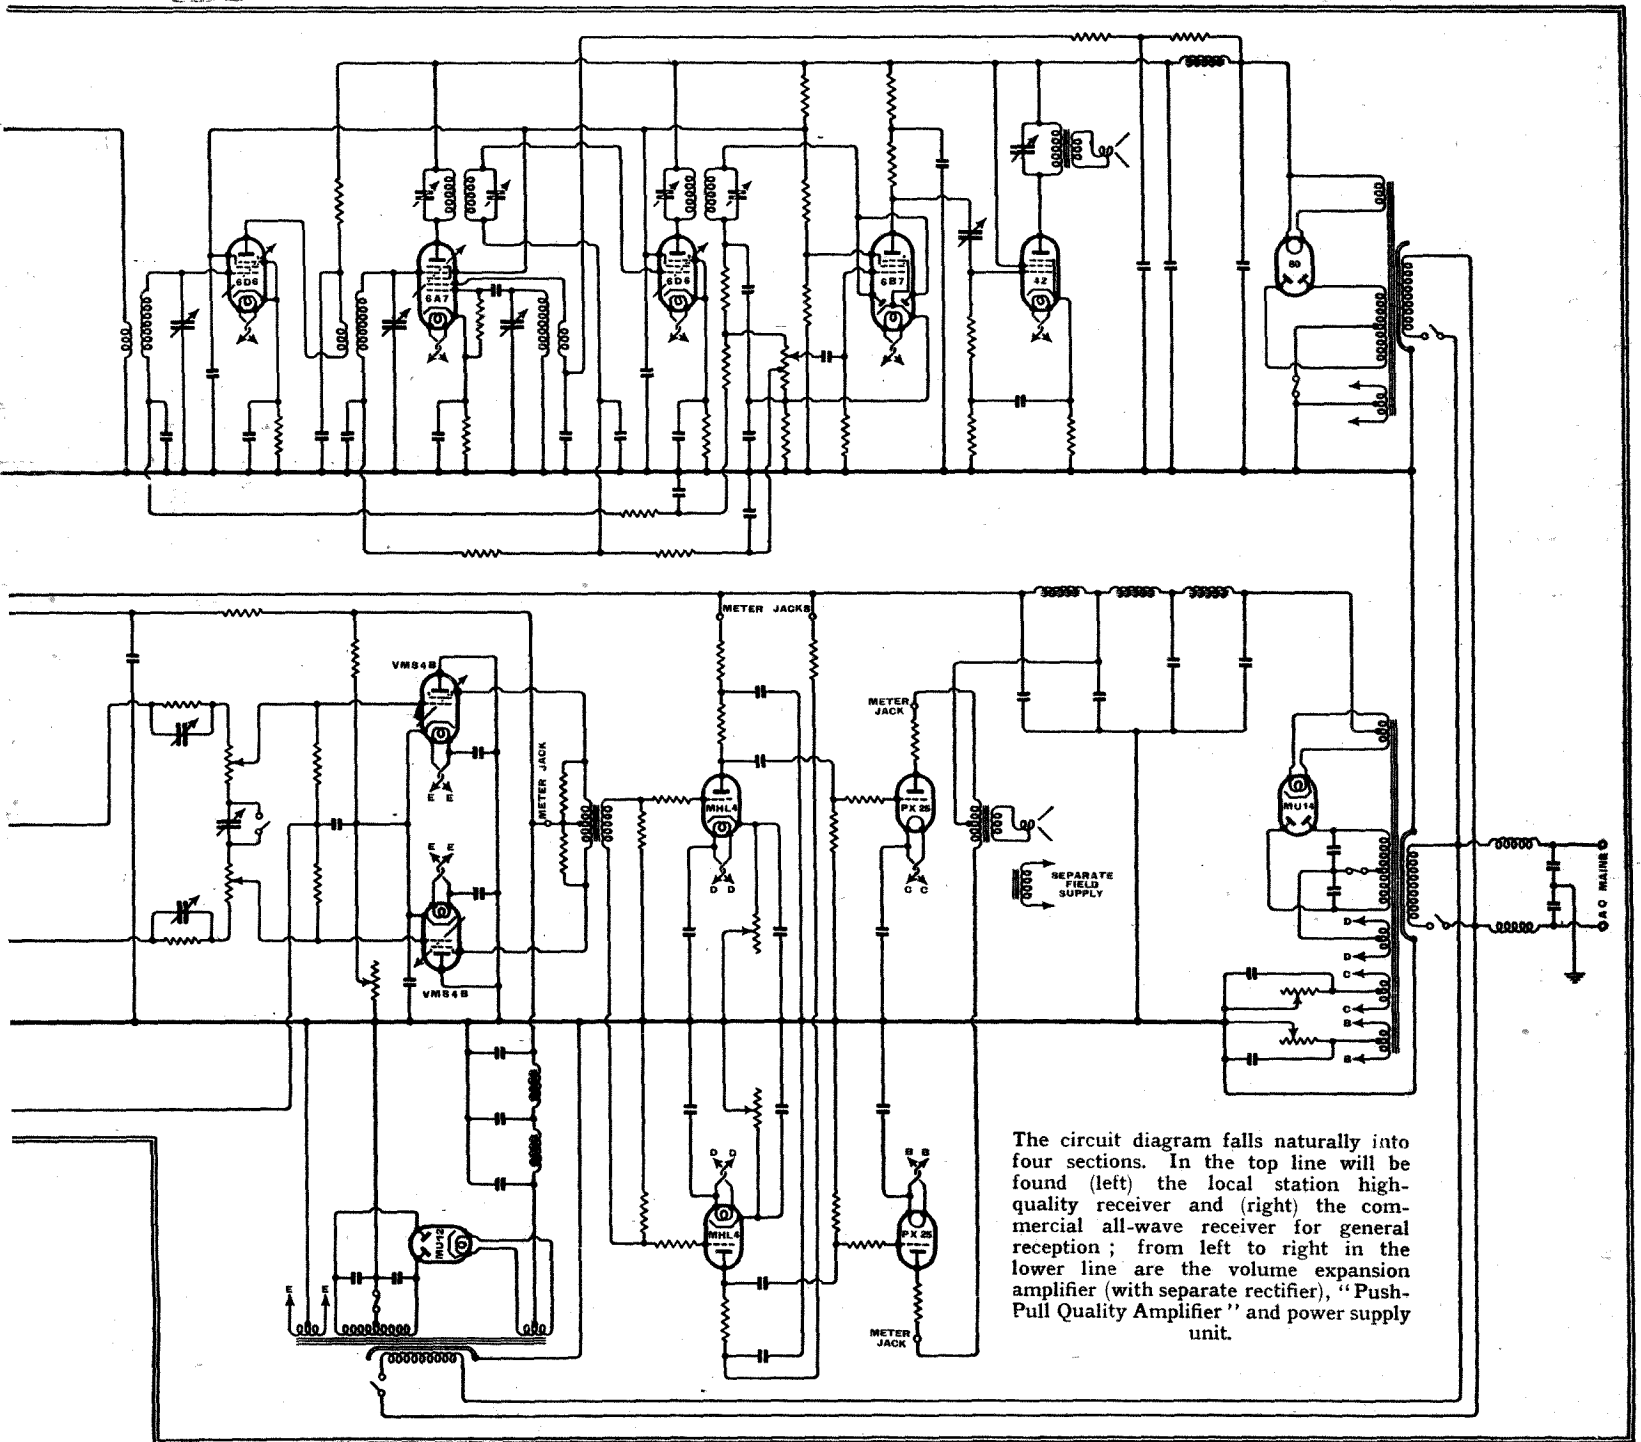 6D6
6A7
6D6
6B7
42
80
METER JACKS
VMS4B
METER
JACK
METER JACK
E E
MHL4
PX 25
MU14
D D
C C
SEPARATE
FIELD
SUPPLY
A C MAINS
E E
D
D
C
C
B
B
VMS4B
D D
B B
MHL4
PX 25
MU12
E E
METER
JACK
The circuit diagram falls naturally into
four sections. In the top line will be
found (left) the local station high-
quality receiver and (right) the com-
mercial all-wave receiver for general
reception ; from left to right in the
lower line are the volume expansion
amplifier (with separate rectifier), “ Push-
Pull Quality Amplifier ” and power supply
unit.